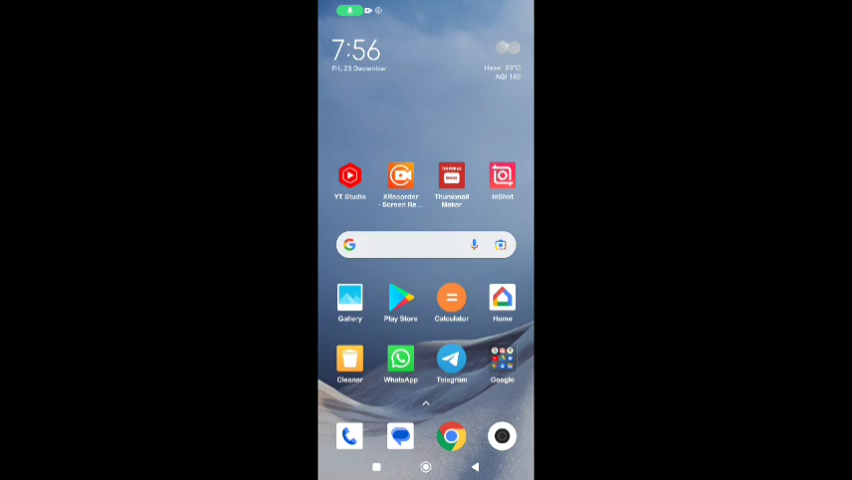 7:56
Fri, 23 December
Haze 23°C
AQI 160
YT Studio
XRecorder
- Screen Re...
Thumbnail
Maker
InShot
Gallery
Play Store
Calculator
Home
Cleaner
WhatsApp
Telegram
Google